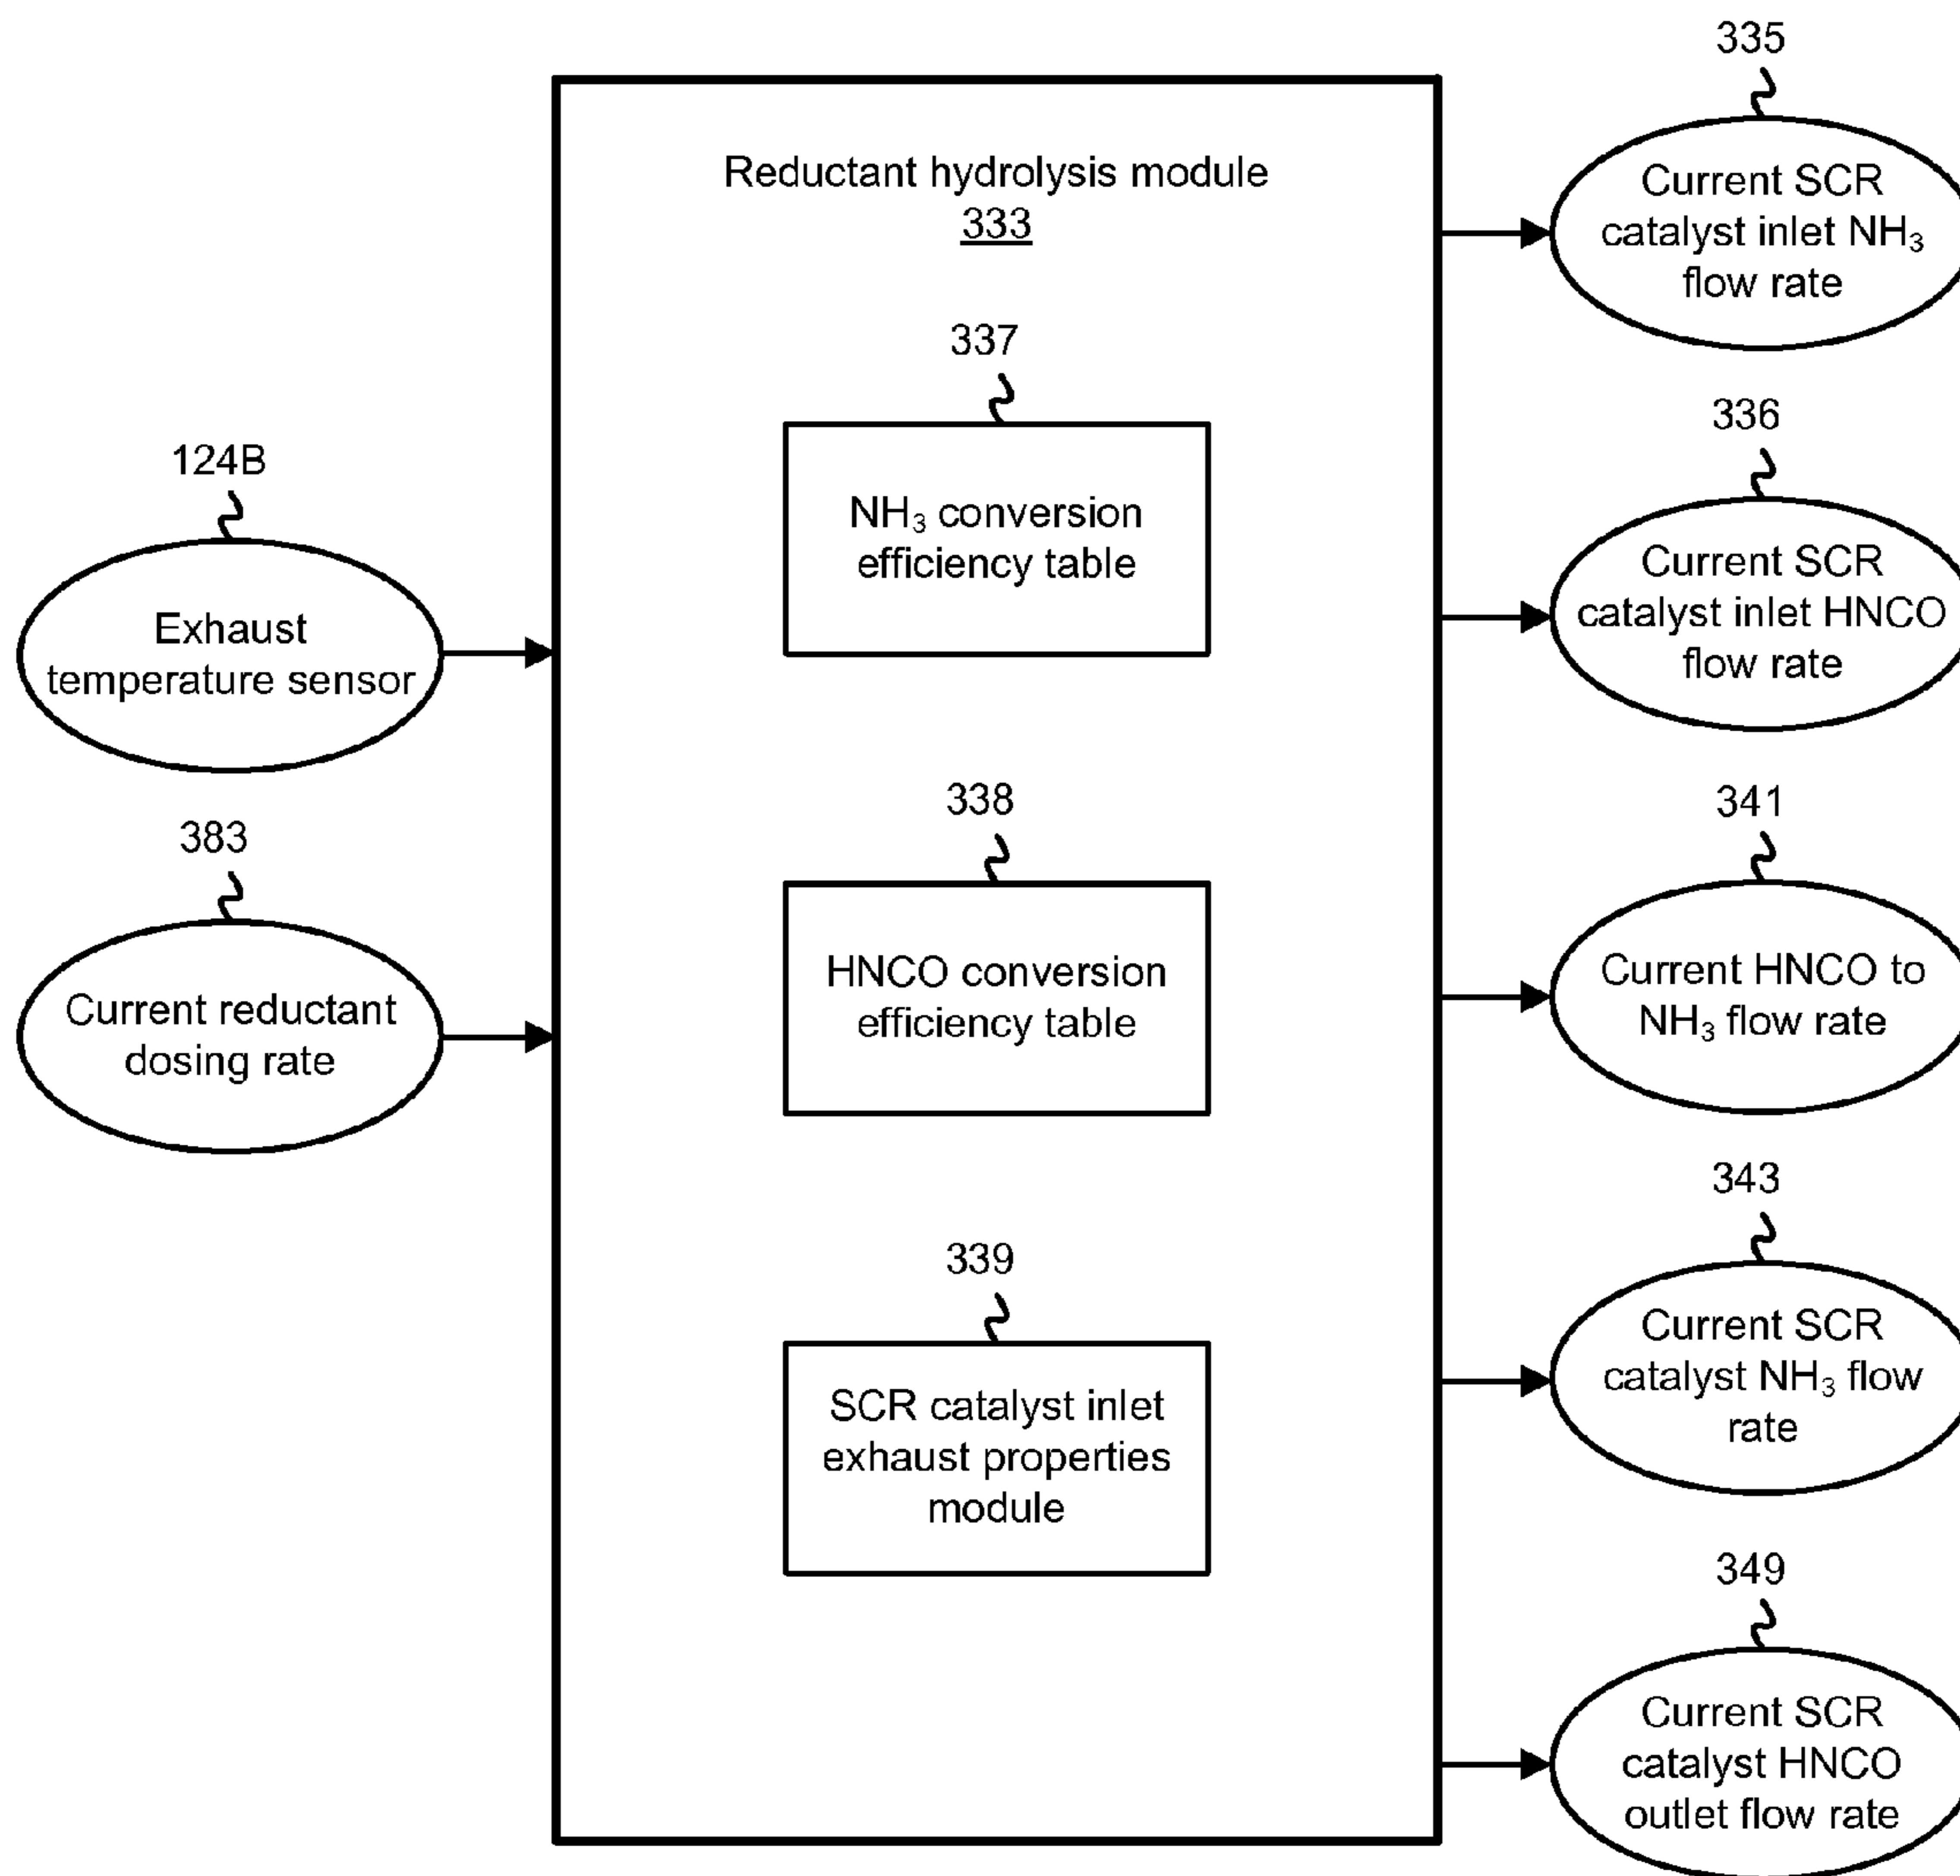 124B
Exhaust
temperature sensor
383
Current reductant
dosing rate
Reductant hydrolysis module
333
337
NH₃ conversion
efficiency table
338
HNCO conversion
efficiency table
339
SCR catalyst inlet
exhaust properties
module
335
Current SCR
catalyst inlet NH₃
flow rate
336
Current SCR
catalyst inlet HNCO
flow rate
341
Current HNCO to
NH₃ flow rate
343
Current SCR
catalyst NH₃ flow
rate
349
Current SCR
catalyst HNCO
outlet flow rate